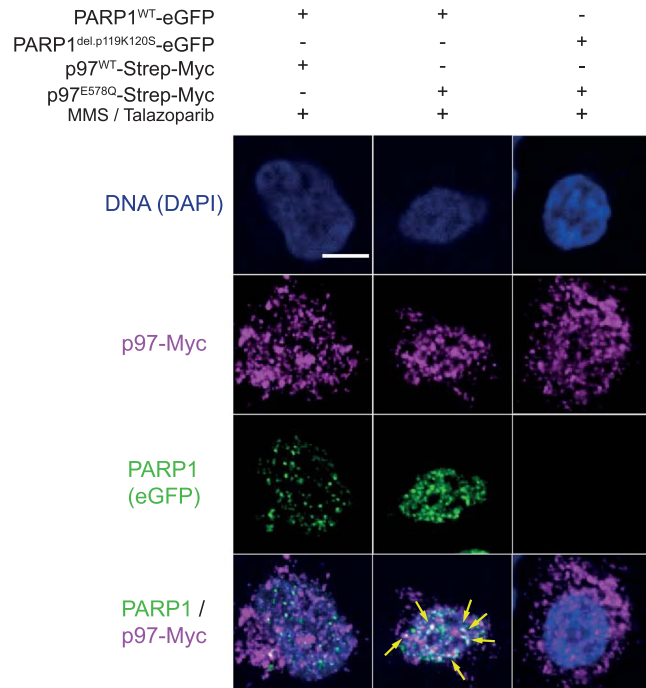 PARP1WT-eGFP + + -
PARP1del.p119K120S-eGFP - - +
p97WT-Strep-Myc + - -
p97E578Q-Strep-Myc - + +
MMS / Talazoparib + + +
DNA (DAPI)
p97-Myc
PARP1
(eGFP)
PARP1 /
p97-Myc